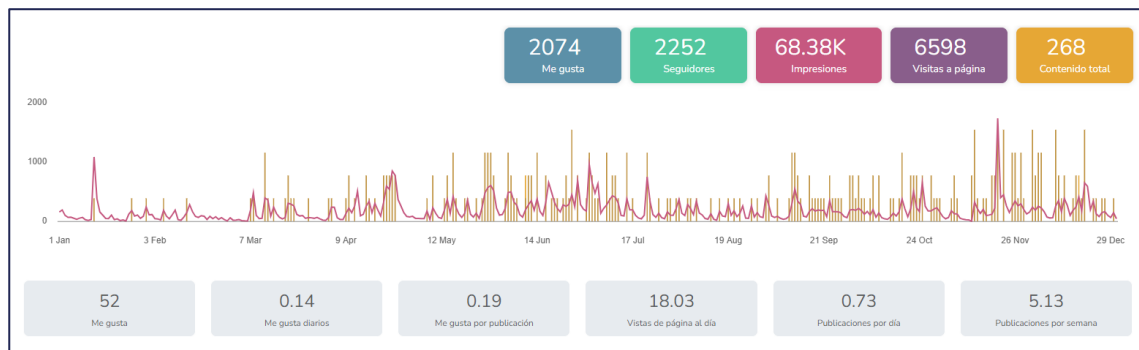 2074
Me gusta
2252
Seguidores
68.38K
Impresiones
6598
Visitas a página
268
Contenido total
2000
1000
0
1 Jan
3 Feb
7 Mar
9 Apr
12 May
14 Jun
17 Jul
19 Aug
21 Sep
24 Oct
26 Nov
29 Dec
52
Me gusta
0.14
Me gusta diarios
0.19
Me gusta por publicación
18.03
Vistas de página al día
0.73
Publicaciones por día
5.13
Publicaciones por semana